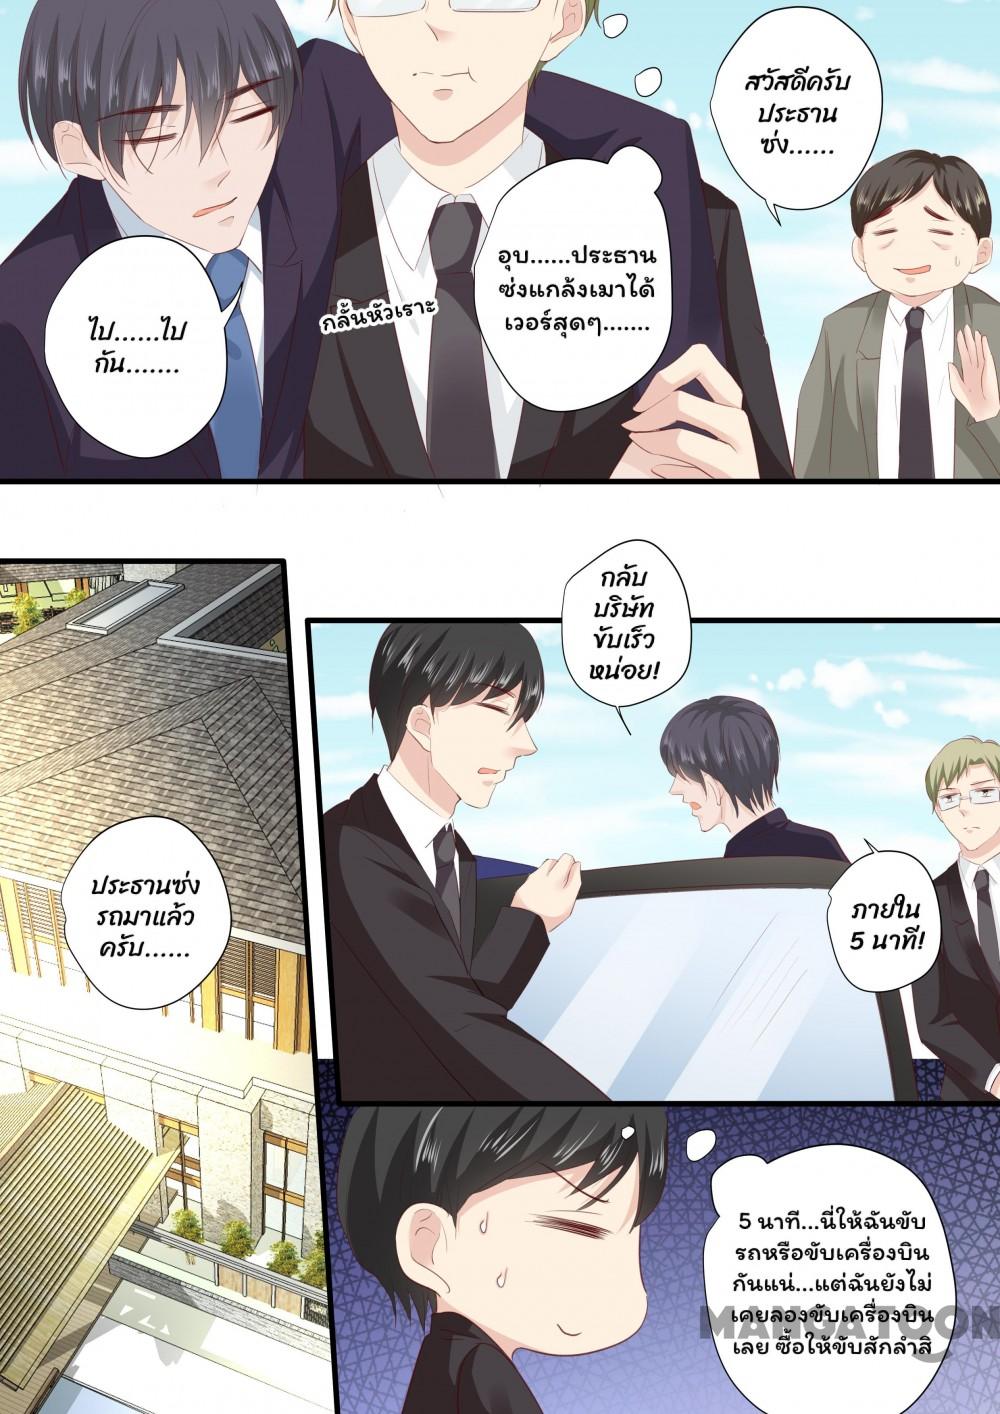 สวัสดีครับ
ประธาน
ซ่ง......
อุบ......ประธาน
ซ่งแกล้งเมาได้
เวอร์สุดๆ.......
กลั้นหัวเราะ
ไป......ไป
กัน.......
กลับ
บริษัท
ขับเร็ว
หน่อย!
ภายใน
5 นาที!
ประธานซ่ง
รถมาแล้ว
ครับ......
5 นาที...นี่ให้ฉันขับ
รถหรือขับเครื่องบิน
กันแน่...แต่ฉันยังไม่
เคยลองขับเครื่องบิน
เลย ซื้อให้ขับสักลำสิ
MANGATOON